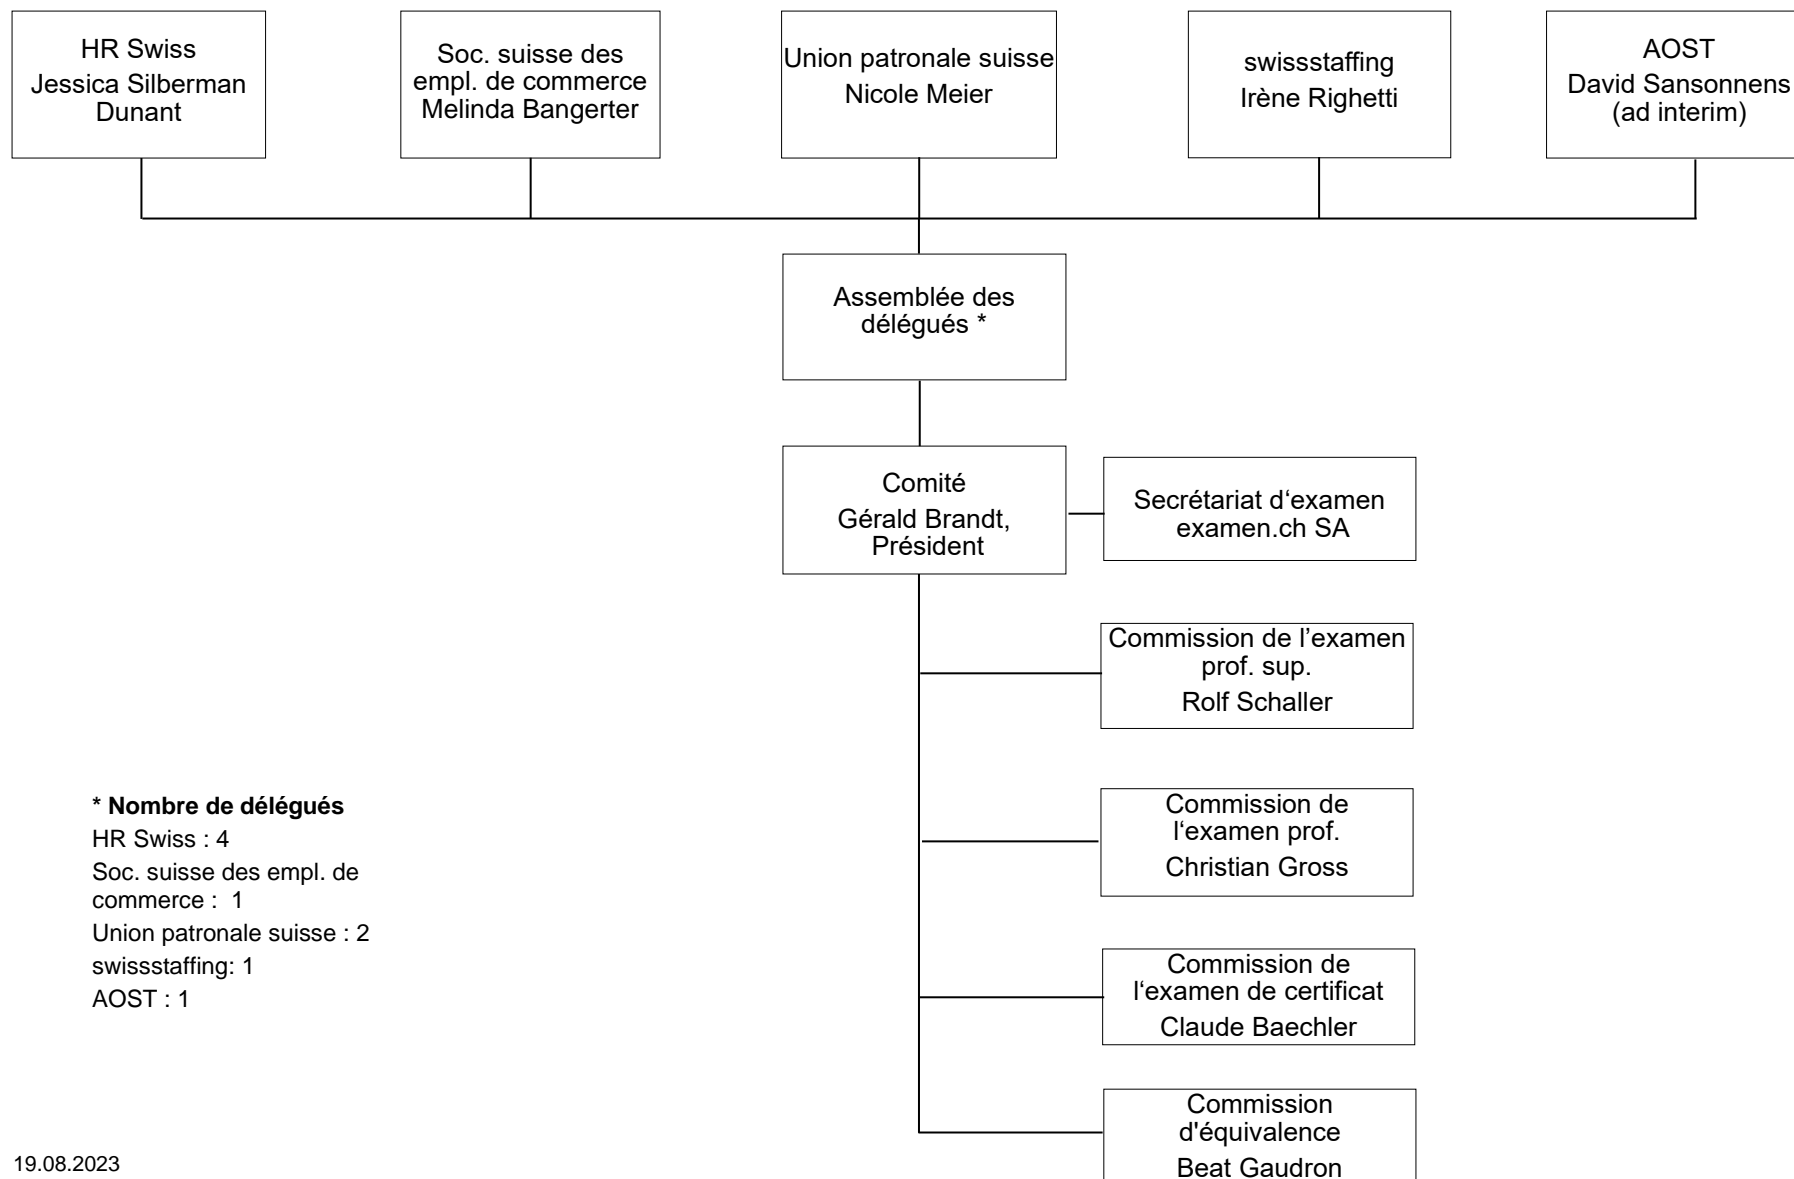 HR Swiss
Jessica Silberman
Dunant
Soc. suisse des
empl. de commerce
Melinda Bangerter
Union patronale suisse
Nicole Meier
swissstaffing
Irène Righetti
AOST
David Sansonnens
(ad interim)
Assemblée des
délégués *
Comité
Gérald Brandt,
Président
Secrétariat d‘examen
examen.ch SA
Commission de l’examen
prof. sup.
Rolf Schaller
Commission de
l‘examen prof.
Christian Gross
Commission de
l‘examen de certificat
Claude Baechler
Commission
d'équivalence
Beat Gaudron
* Nombre de délégués
HR Swiss : 4
Soc. suisse des empl. de
commerce :  1
Union patronale suisse : 2
swissstaffing: 1
AOST : 1
19.08.2023